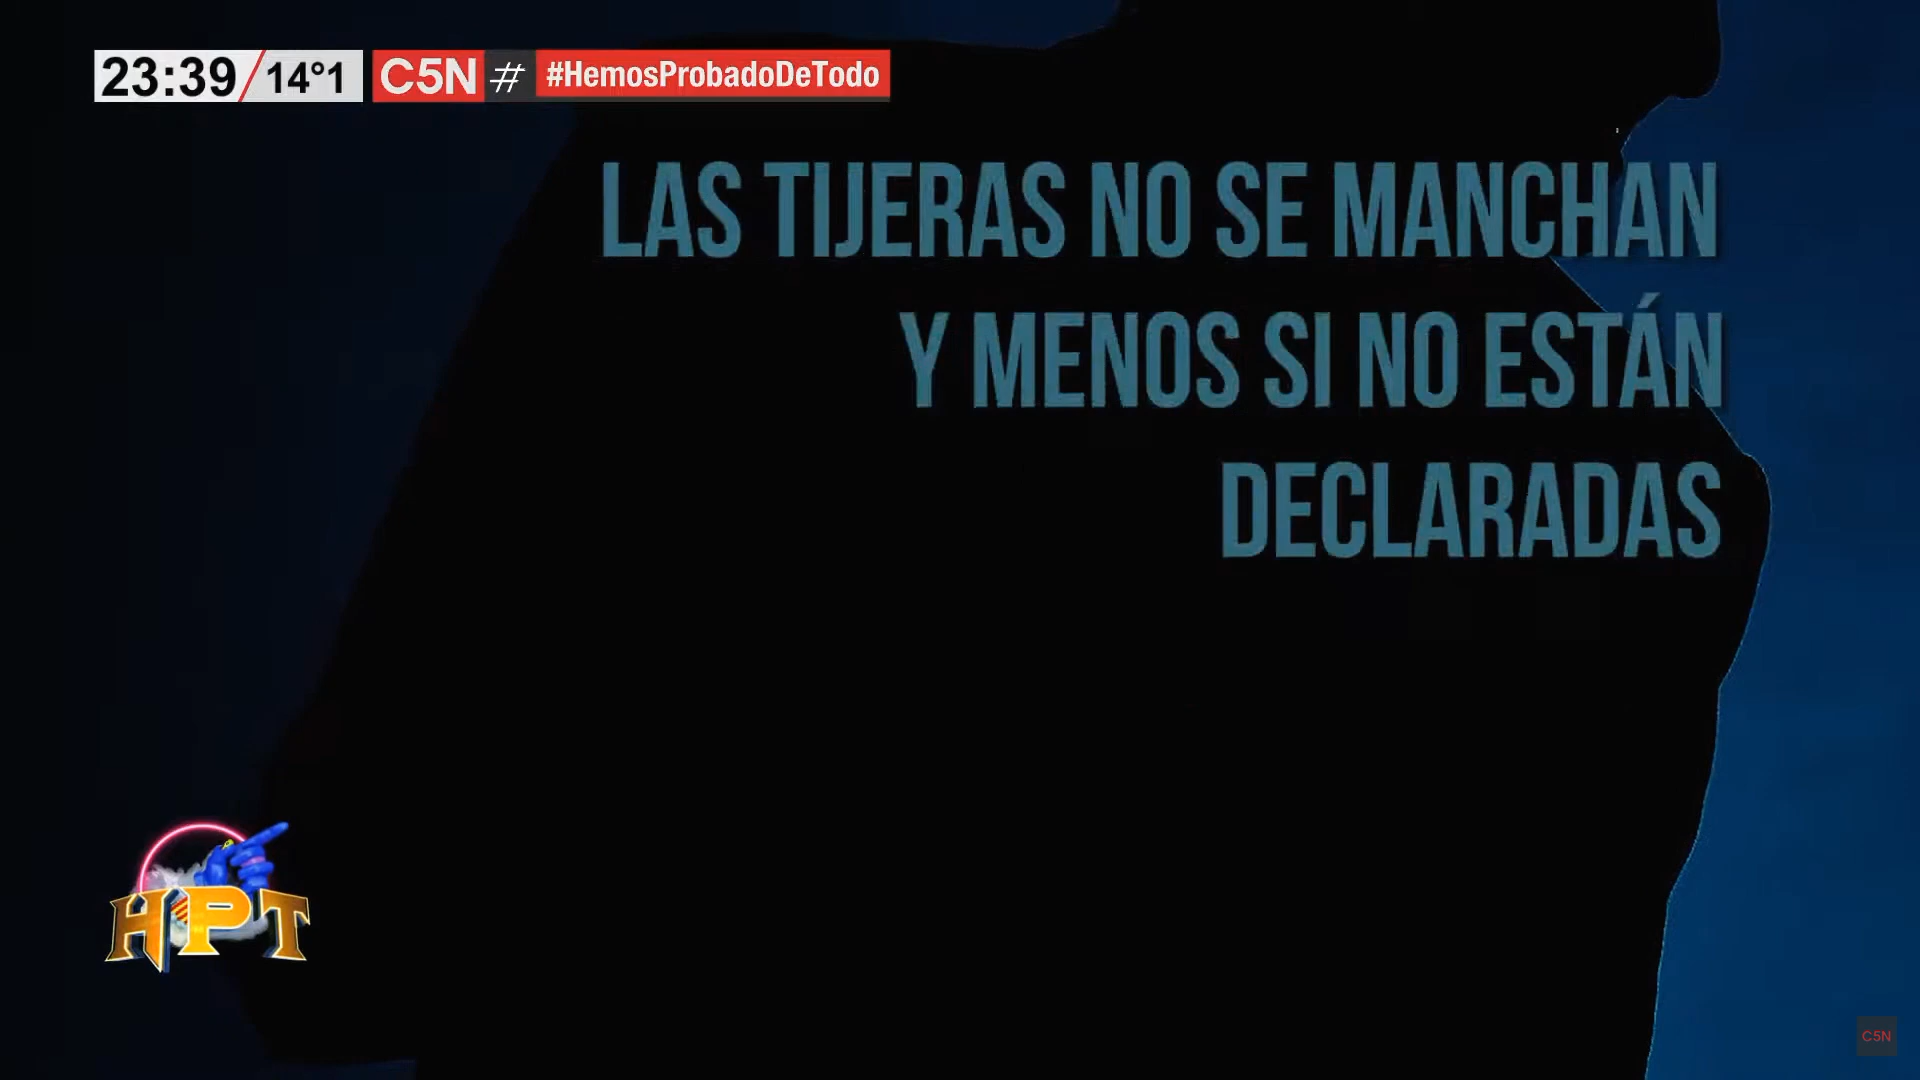 23:39 14°1 C5N # #HemosProbadoDeTodo
LAS TIJERAS NO SE MANCHAN
Y MENOS SI NO ESTÁN
DECLARADAS
HPT
C5N